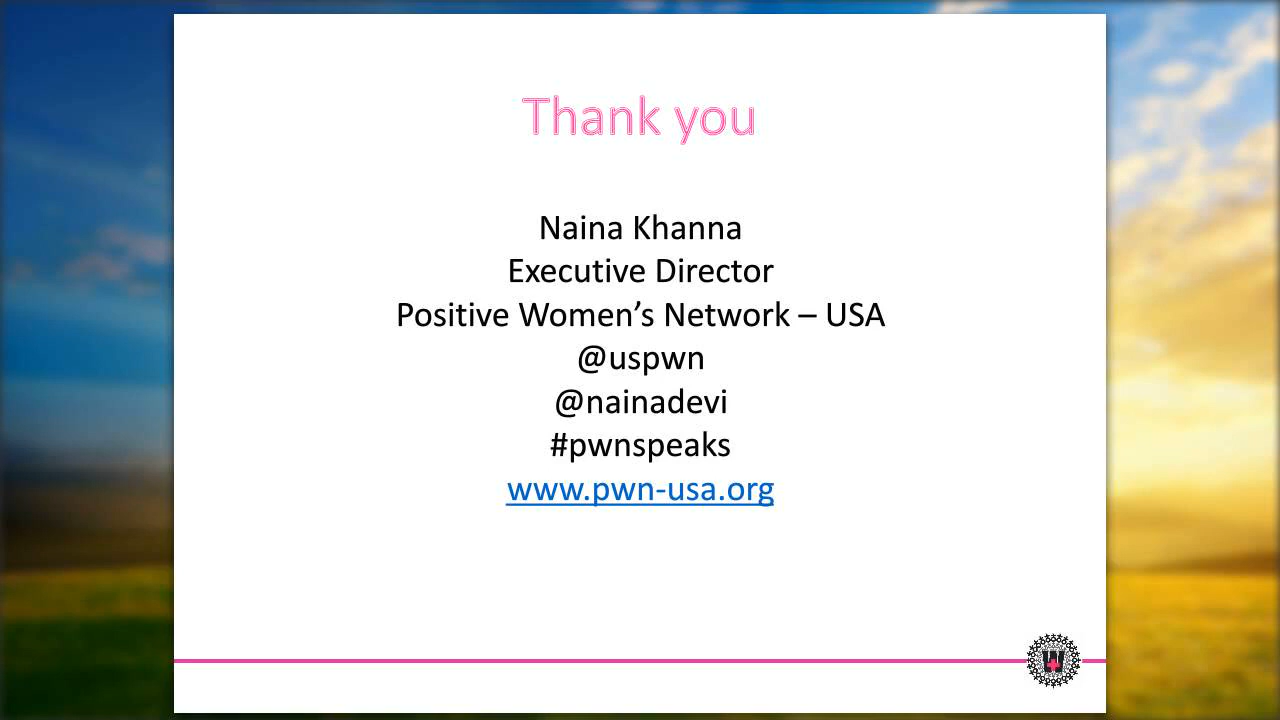 Thank you
Naina Khanna
Executive Director
Positive Women’s Network – USA
@uspwn
@nainadevi
#pwnspeaks
www.pwn-usa.org
W